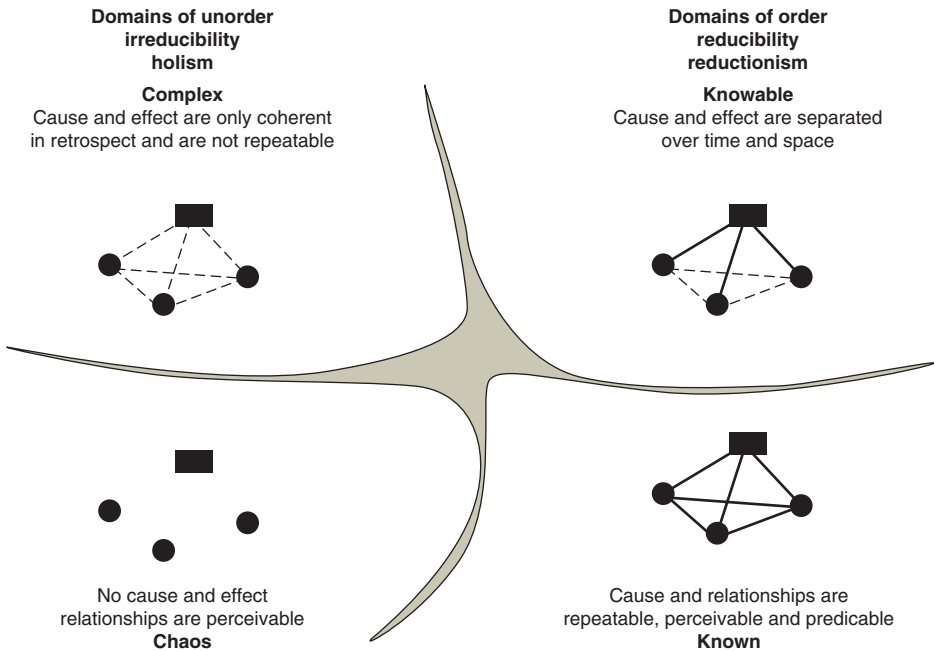 Domains of unorder
irreducibility
holism
Complex
Cause and effect are only coherent
in retrospect and are not repeatable
Domains of order
reducibility
reductionism
Knowable
Cause and effect are separated
over time and space
No cause and effect
relationships are perceivable
Chaos
Cause and relationships are
repeatable, perceivable and predicable
Known